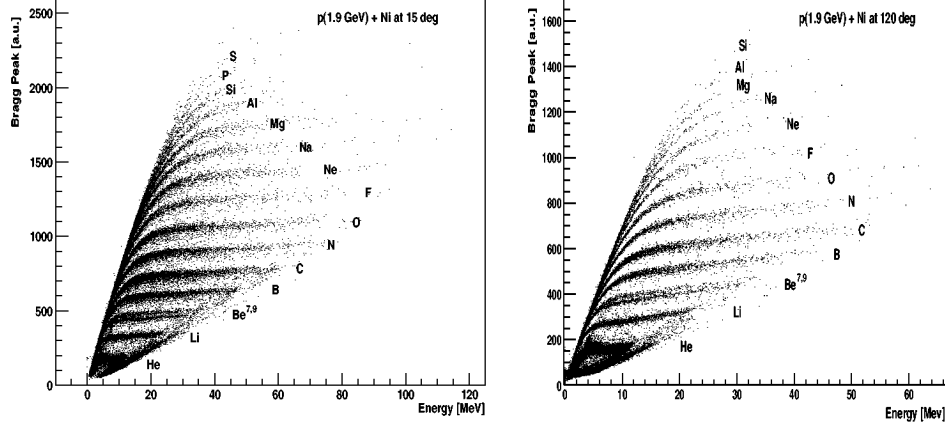 p(1.9 GeV) + Ni at 15 deg
Bragg Peak [a.u.]
2500
2000
1500
1000
500
0
S
P
Si
Al
Mg
Na
Ne
F
O
N
C
B
Be7,9
Li
He
0 20 40 60 80 100 120
Energy [MeV]
p(1.9 GeV) + Ni at 120 deg
Bragg Peak [a.u.]
1600
1400
1200
1000
800
600
400
200
0
Si
Al
Mg
Na
Ne
F
O
N
C
B
Be7,9
Li
He
0 10 20 30 40 50 60
Energy [Mev]